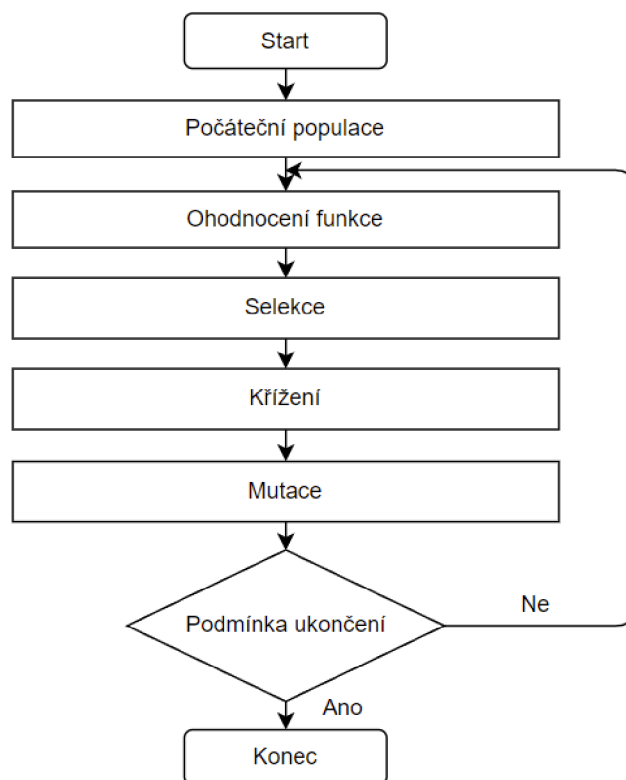 Start
Počáteční populace
Ohodnocení funkce
Selekce
Křížení
Mutace
Podmínka ukončení
Ne
Ano
Konec